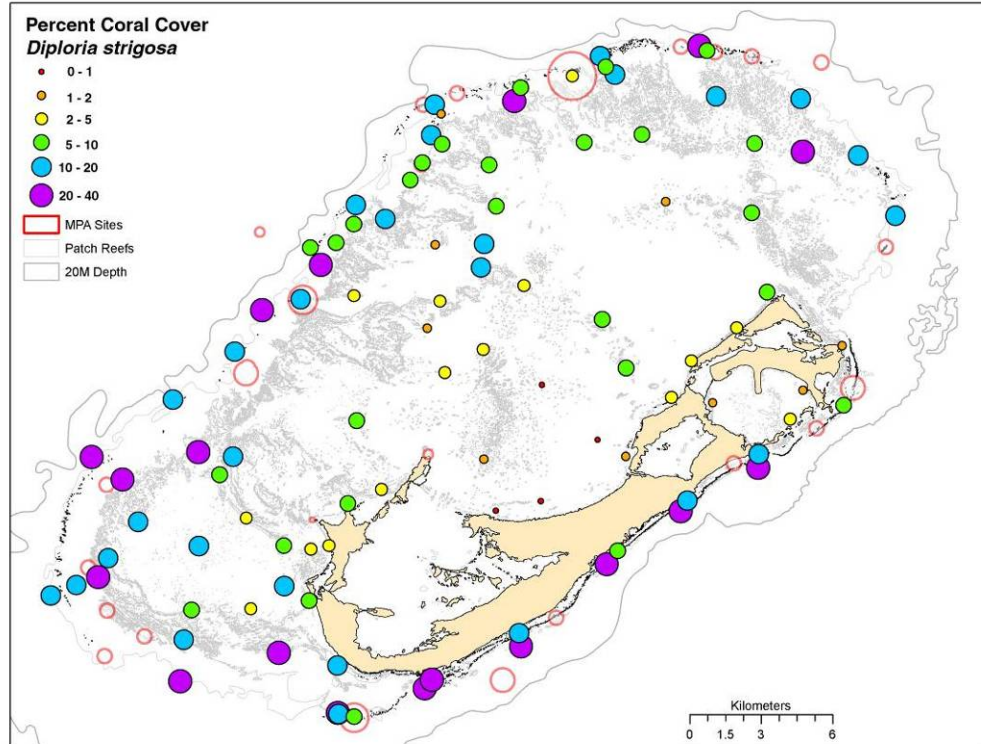 Percent Coral Cover
Diploria strigosa
0 - 1
1 - 2
2 - 5
5 - 10
10 - 20
20 - 40
MPA Sites
Patch Reefs
20M Depth
Kilometers
0 1.5 3 6